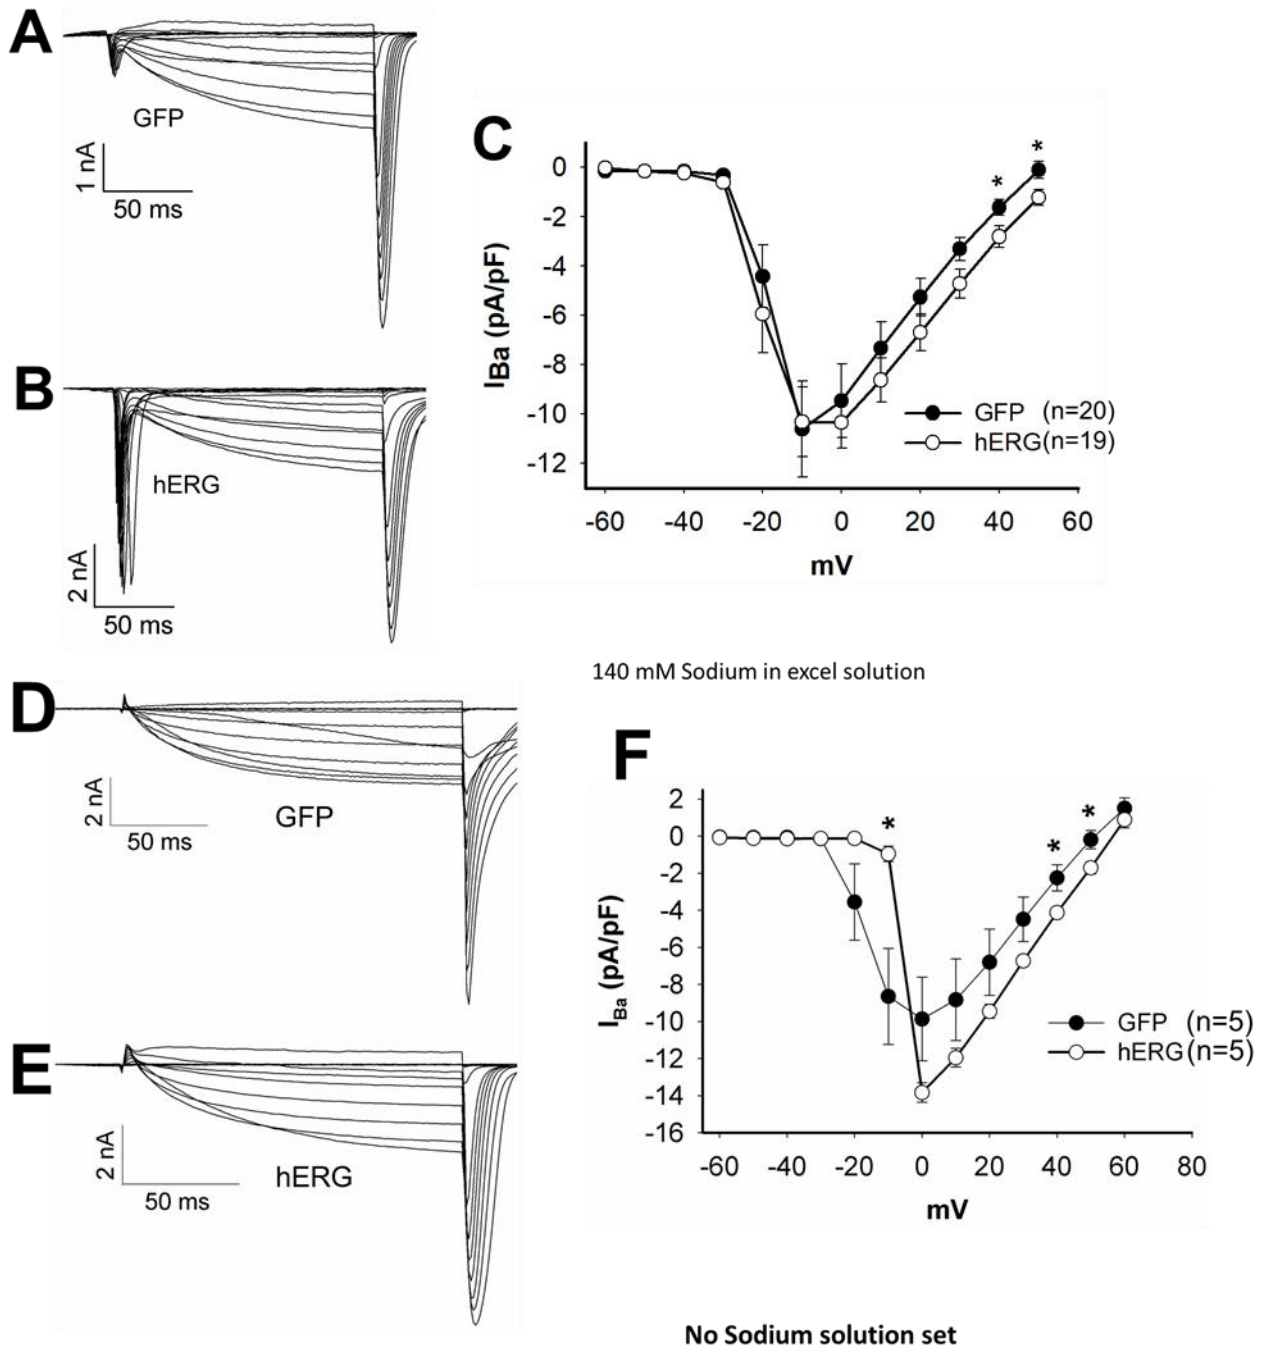 A
GFP
1 nA
50 ms
B
hERG
2 nA
50 ms
C
0
-2
-4
-6
-8
-10
-12
I Ba (pA/pF)
* *
GFP (n=20)
hERG (n=19)
-60 -40 -20 0 20 40 60
mV
140 mM Sodium in excel solution
D
2 nA
50 ms
GFP
E
2 nA
50 ms
hERG
F
2
0
-2
-4
-6
-8
-10
-12
-14
-16
I Ba (pA/pF)
* * *
GFP (n=5)
hERG (n=5)
-60 -40 -20 0 20 40 60 80
mV
No Sodium solution set